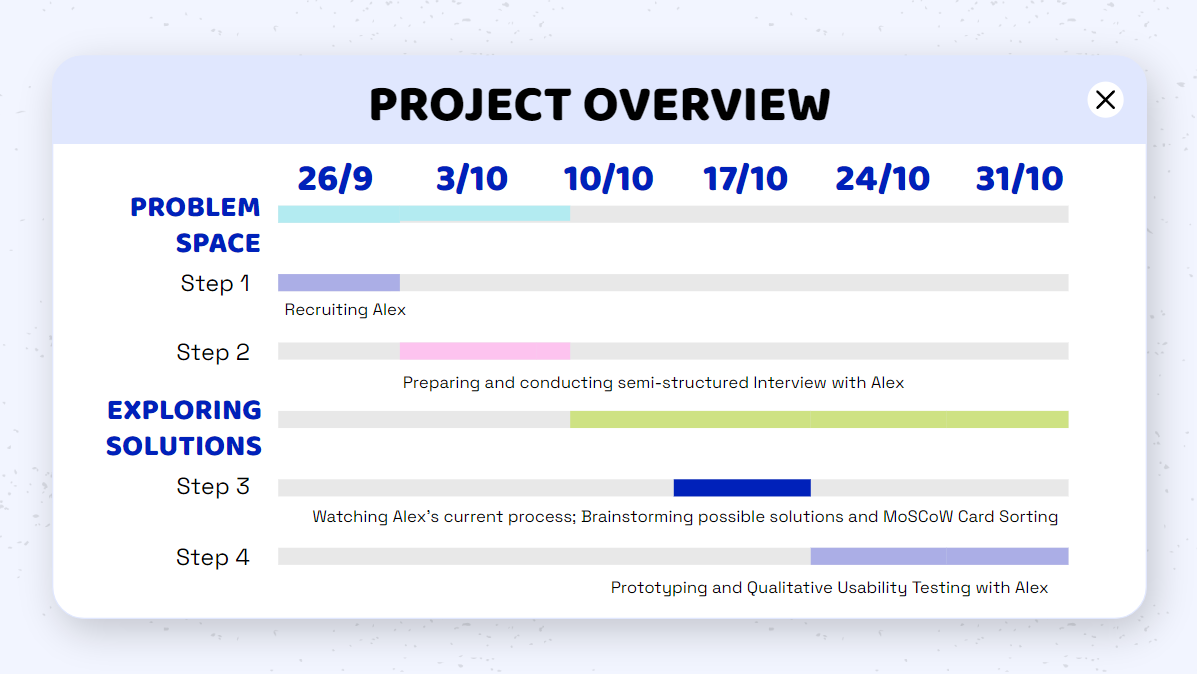 PROJECT OVERVIEW
26/9 3/10 10/10 17/10 24/10 31/10
PROBLEM
SPACE
Step 1
Recruiting Alex
Step 2
Preparing and conducting semi-structured Interview with Alex
EXPLORING
SOLUTIONS
Step 3
Watching Alex's current process; Brainstorming possible solutions and MoSCoW Card Sorting
Step 4
Prototyping and Qualitative Usability Testing with Alex